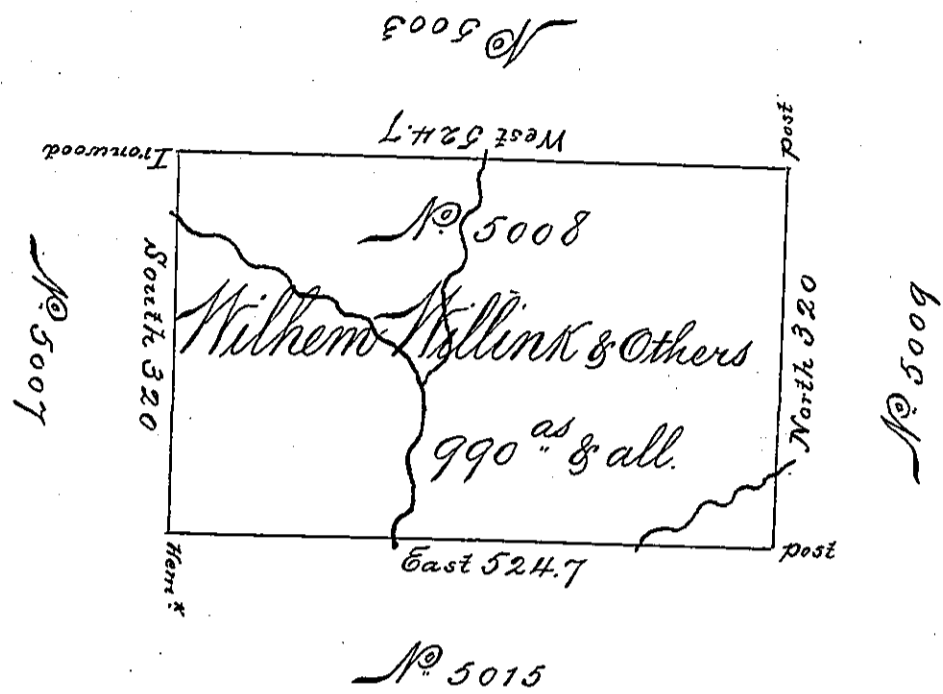 No. 5003
West 524.7
Ironwood
post
No. 5008
South 320
No. 5007
Wilhem Willink & Others
North 320
No. 5009
990 as & all.
Hem.k
East 524.7
post
No. 5015